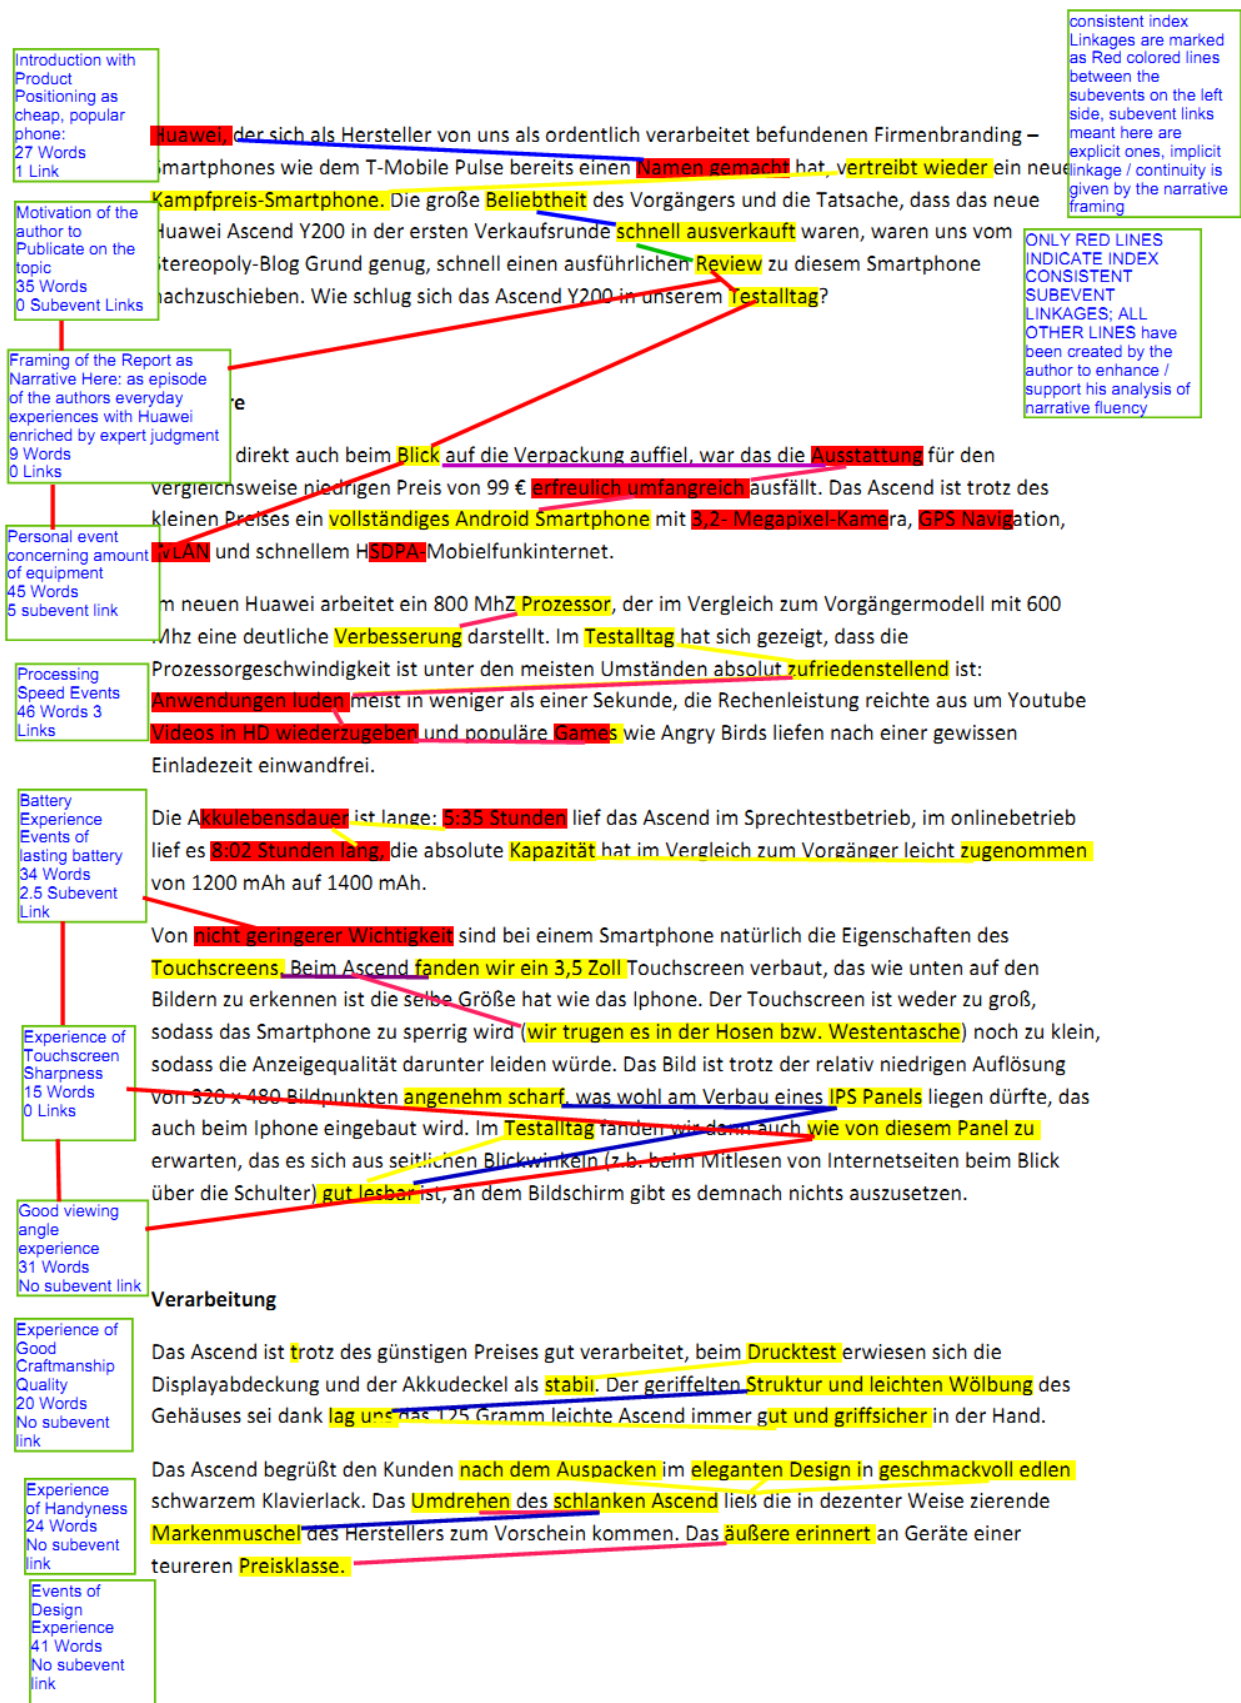 consistent index
Linkages are marked
as Red colored lines
between the
subevents on the left
side, subevent links
meant here are
explicit ones, implicit
linkage / continuity is
given by the narrative
framing
Introduction with
Product
Positioning as
cheap, popular
phone:
27 Words
1 Link
Huawei, der sich als Hersteller von uns als ordentlich verarbeitet befundenen Firmenbranding –
Smartphones wie dem T-Mobile Pulse bereits einen Namen gemacht hat, vertreibt wieder ein neue
Kampfpreis-Smartphone. Die große Beliebtheit des Vorgängers und die Tatsache, dass das neue
Huawei Ascend Y200 in der ersten Verkaufsrunde schnell ausverkauft waren, waren uns vom
Stereopoly-Blog Grund genug, schnell einen ausführlichen Review zu diesem Smartphone
nachzuschieben. Wie schlug sich das Ascend Y200 in unserem Testalltag?
Motivation of the
author to
Publicate on the
topic
35 Words
0 Subevent Links
ONLY RED LINES
INDICATE INDEX
CONSISTENT
SUBEVENT
LINKAGES; ALL
OTHER LINES have
been created by the
author to enhance /
support his analysis of
narrative fluency
Framing of the Report as
Narrative Here: as episode
of the authors everyday
experiences with Huawei
enriched by expert judgment
9 Words
0 Links
re
direkt auch beim Blick auf die Verpackung auffiel, war das die Ausstattung für den
vergleichsweise niedrigen Preis von 99 € erfreulich umfangreich ausfällt. Das Ascend ist trotz des
kleinen Preises ein vollständiges Android Smartphone mit 3,2- Megapixel-Kamera, GPS Navigation,
WLAN und schnellem HSDPA-Mobielfunkinternet.
Personal event
concerning amount
of equipment
45 Words
5 subevent link
m neuen Huawei arbeitet ein 800 MhZ Prozessor, der im Vergleich zum Vorgängermodell mit 600
Mhz eine deutliche Verbesserung darstellt. Im Testalltag hat sich gezeigt, dass die
Prozessorgeschwindigkeit ist unter den meisten Umständen absolut zufriedenstellend ist:
Anwendungen luden meist in weniger als einer Sekunde, die Rechenleistung reichte aus um Youtube
Videos in HD wiederzugeben und populäre Games wie Angry Birds liefen nach einer gewissen
Einladezeit einwandfrei.
Processing
Speed Events
46 Words 3
Links
Battery
Experience
Events of
lasting battery
34 Words
2.5 Subevent
Link
Die Akkulebensdauer ist lange: 5:35 Stunden lief das Ascend im Sprechtestbetrieb, im onlinebetrieb
lief es 8:02 Stunden lang, die absolute Kapazität hat im Vergleich zum Vorgänger leicht zugenommen
von 1200 mAh auf 1400 mAh.
Von nicht geringerer Wichtigkeit sind bei einem Smartphone natürlich die Eigenschaften des
Touchscreens. Beim Ascend fanden wir ein 3,5 Zoll Touchscreen verbaut, das wie unten auf den
Bildern zu erkennen ist die selbe Größe hat wie das Iphone. Der Touchscreen ist weder zu groß,
sodass das Smartphone zu sperrig wird (wir trugen es in der Hosen bzw. Westentasche) noch zu klein,
sodass die Anzeigequalität darunter leiden würde. Das Bild ist trotz der relativ niedrigen Auflösung
von 320 x 480 Bildpunkten angenehm scharf, was wohl am Verbau eines IPS Panels liegen dürfte, das
auch beim Iphone eingebaut wird. Im Testalltag fanden wir dann auch wie von diesem Panel zu
erwarten, das es sich aus seitlichen Blickwinkeln (z.b. beim Mitlesen von Internetseiten beim Blick
über die Schulter) gut lesbar ist, an dem Bildschirm gibt es demnach nichts auszusetzen.
Experience of
Touchscreen
Sharpness
15 Words
0 Links
Good viewing
angle
experience
31 Words
No subevent link
Verarbeitung
Experience of
Good
Craftmanship
Quality
20 Words
No subevent
link
Das Ascend ist trotz des günstigen Preises gut verarbeitet, beim Drucktest erwiesen sich die
Displayabdeckung und der Akkudeckel als stabil. Der geriffelten Struktur und leichten Wölbung des
Gehäuses sei dank lag uns das 125 Gramm leichte Ascend immer gut und griffsicher in der Hand.
Das Ascend begrüßt den Kunden nach dem Auspacken im eleganten Design in geschmackvoll edlen
schwarzem Klavierlack. Das Umdrehen des schlanken Ascend ließ die in dezenter Weise zierende
Markenmuschel des Herstellers zum Vorschein kommen. Das äußere erinnert an Geräte einer
teureren Preisklasse.
Experience
of Handyness
24 Words
No subevent
link
Events of
Design
Experience
41 Words
No subevent
link